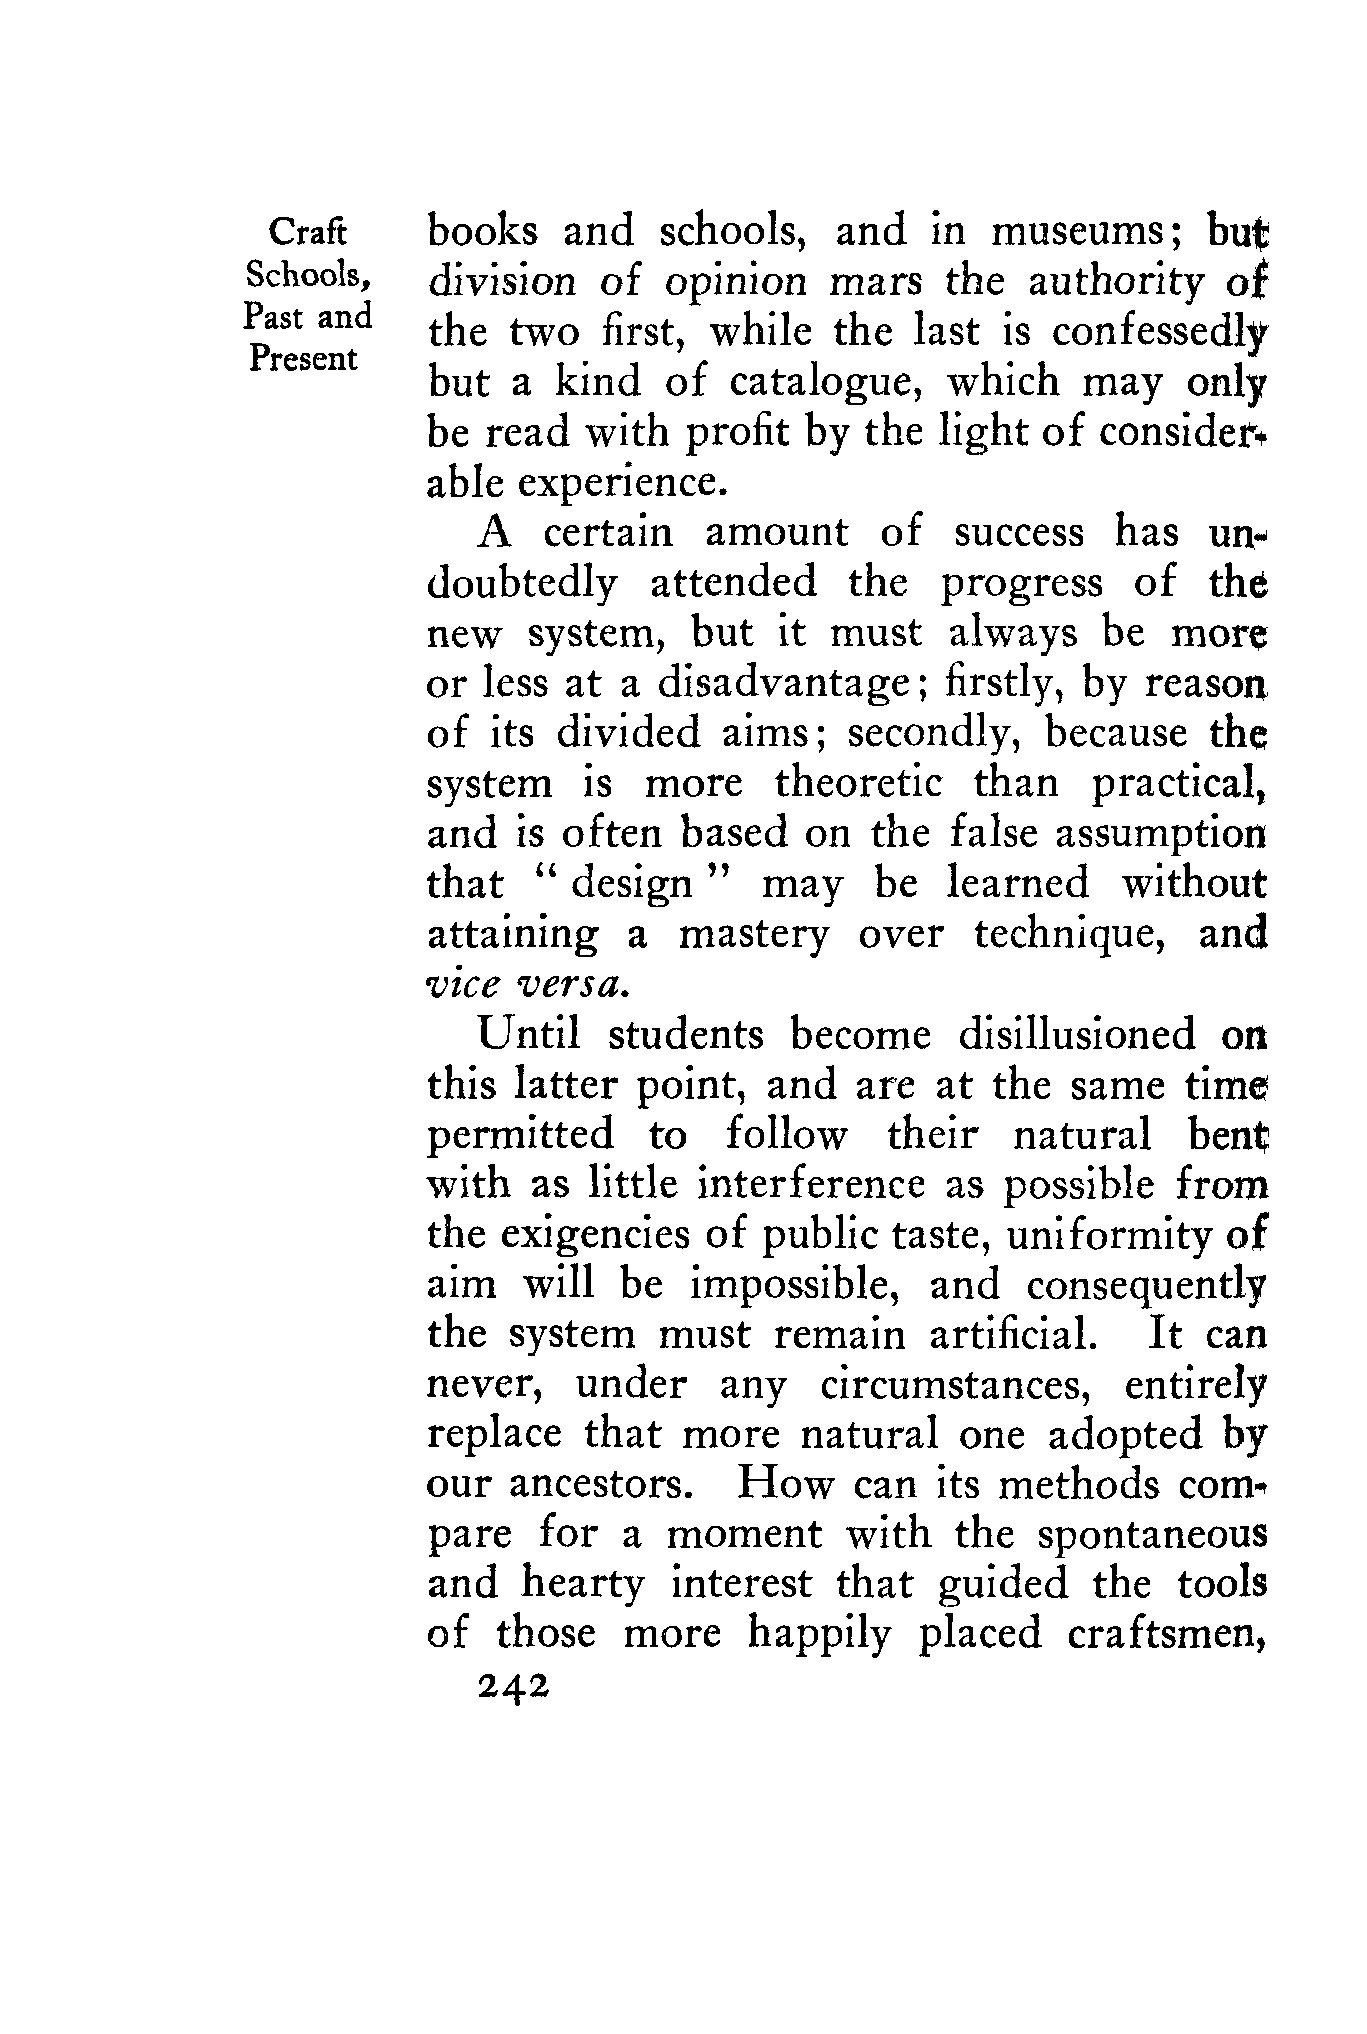 Craft
Schools,
Past and
Present
books and schools, and in museums; but
division of opinion mars the authority of
the two first, while the last is confessedly
but a kind of catalogue, which may only
be read with profit by the light of consider-
able experience.
A certain amount of success has un-
doubtedly attended the progress of the
new system, but it must always be more
or less at a disadvantage; firstly, by reason
of its divided aims; secondly, because the
system is more theoretic than practical,
and is often based on the false assumption
that “ design ” may be learned without
attaining a mastery over technique, and
vice versa.
Until students become disillusioned on
this latter point, and are at the same time
permitted to follow their natural bent
with as little interference as possible from
the exigencies of public taste, uniformity of
aim will be impossible, and consequently
the system must remain artificial. It can
never, under any circumstances, entirely
replace that more natural one adopted by
our ancestors. How can its methods com-
pare for a moment with the spontaneous
and hearty interest that guided the tools
of those more happily placed craftsmen,
242